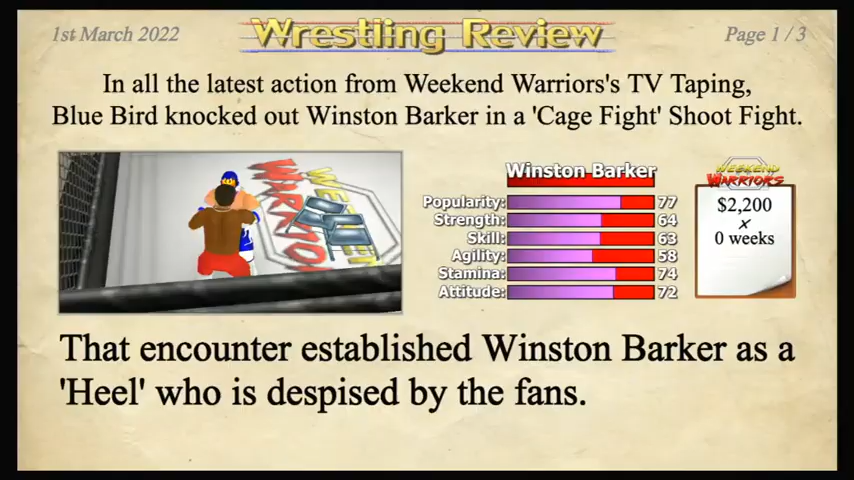 1st March 2022
Wrestling Review
Page 1 / 3
In all the latest action from Weekend Warriors's TV Taping,
Blue Bird knocked out Winston Barker in a 'Cage Fight' Shoot Fight.
WEEKEND
WARRIORS
Winston Barker
Popularity: 77
Strength: 64
Skill: 63
Agility: 58
Stamina: 74
Attitude: 72
WEEKEND
WARRIORS
$2,200
x
0 weeks
That encounter established Winston Barker as a
'Heel' who is despised by the fans.